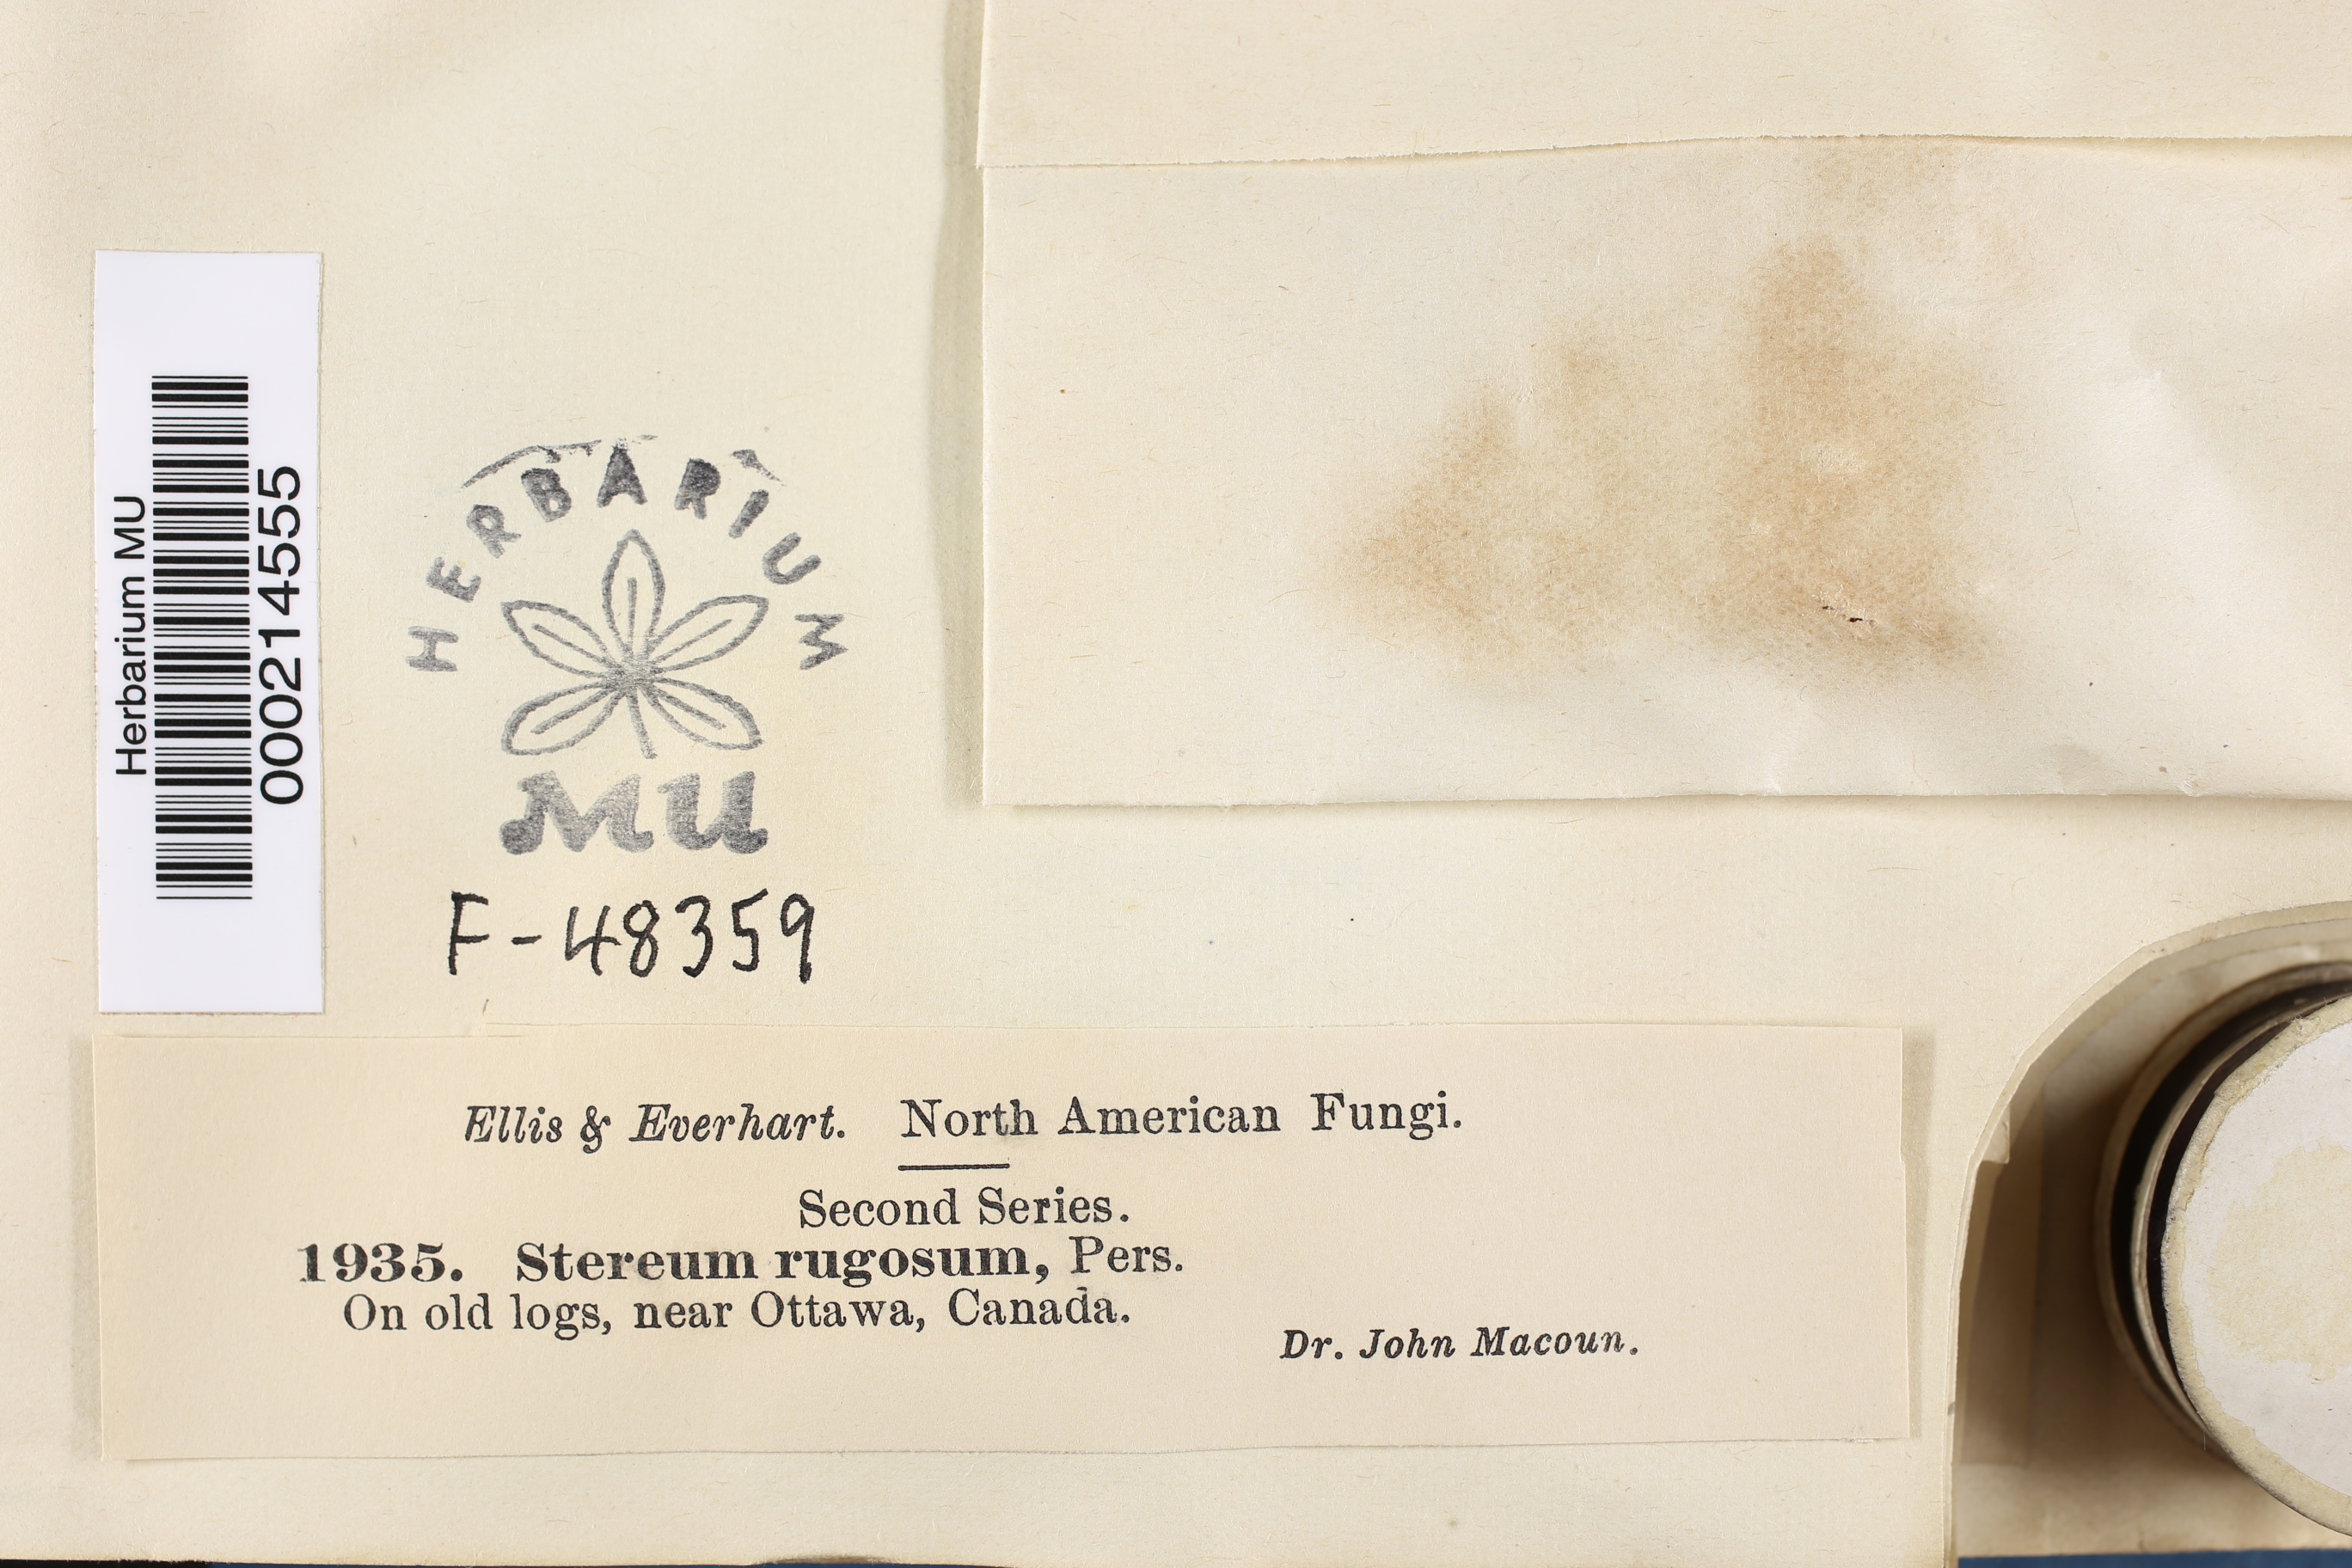 Herbarium MU
000214555
HERBARIUM
MU
F-48359
Ellis & Everhart. North American Fungi.
Second Series.
1935. Stereum rugosum, Pers.
On old logs, near Ottawa, Canada.
Dr. John Macoun.